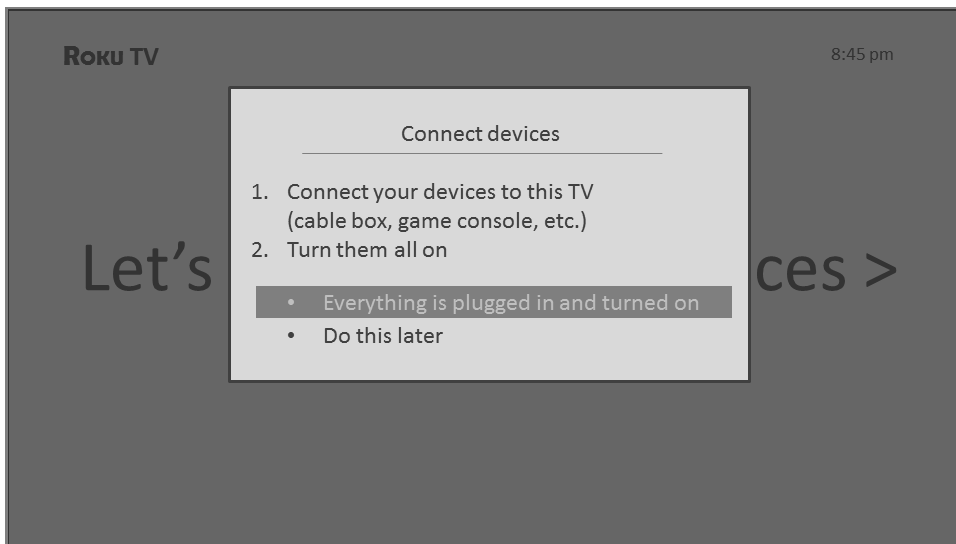 ROKU TV
8:45 pm
Connect devices
1. Connect your devices to this TV
(cable box, game console, etc.)
2. Turn them all on
Let's ces >
• Everything is plugged in and turned on
• Do this later